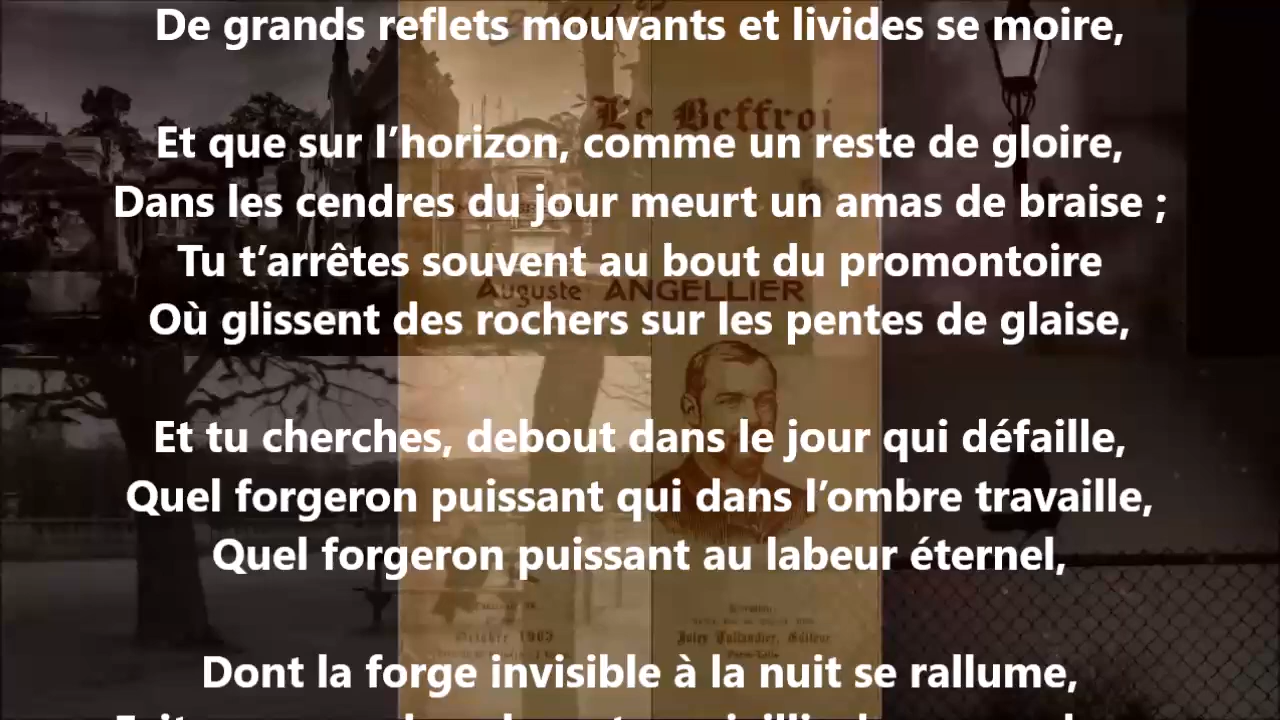 De grands reflets mouvants et livides se moire,
Le Beffroi
Et que sur l’horizon, comme un reste de gloire,
Dans les cendres du jour meurt un amas de braise ;
Tu t’arrêtes souvent au bout du promontoire
Auguste ANGELLIER
Où glissent des rochers sur les pentes de glaise,
Et tu cherches, debout dans le jour qui défaille,
Quel forgeron puissant qui dans l’ombre travaille,
Quel forgeron puissant au labeur éternel,
Octobre 1903
Dont la forge invisible à la nuit se rallume,